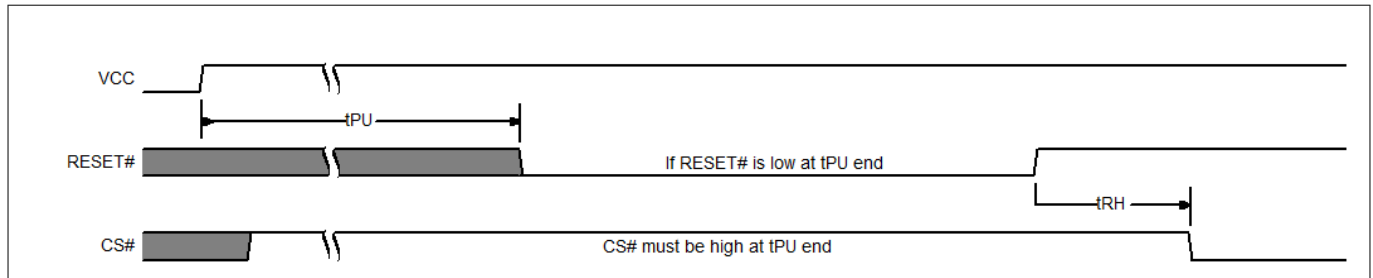 VCC
tPU
RESET#
If RESET# is low at tPU end
tRH
CS#
CS# must be high at tPU end